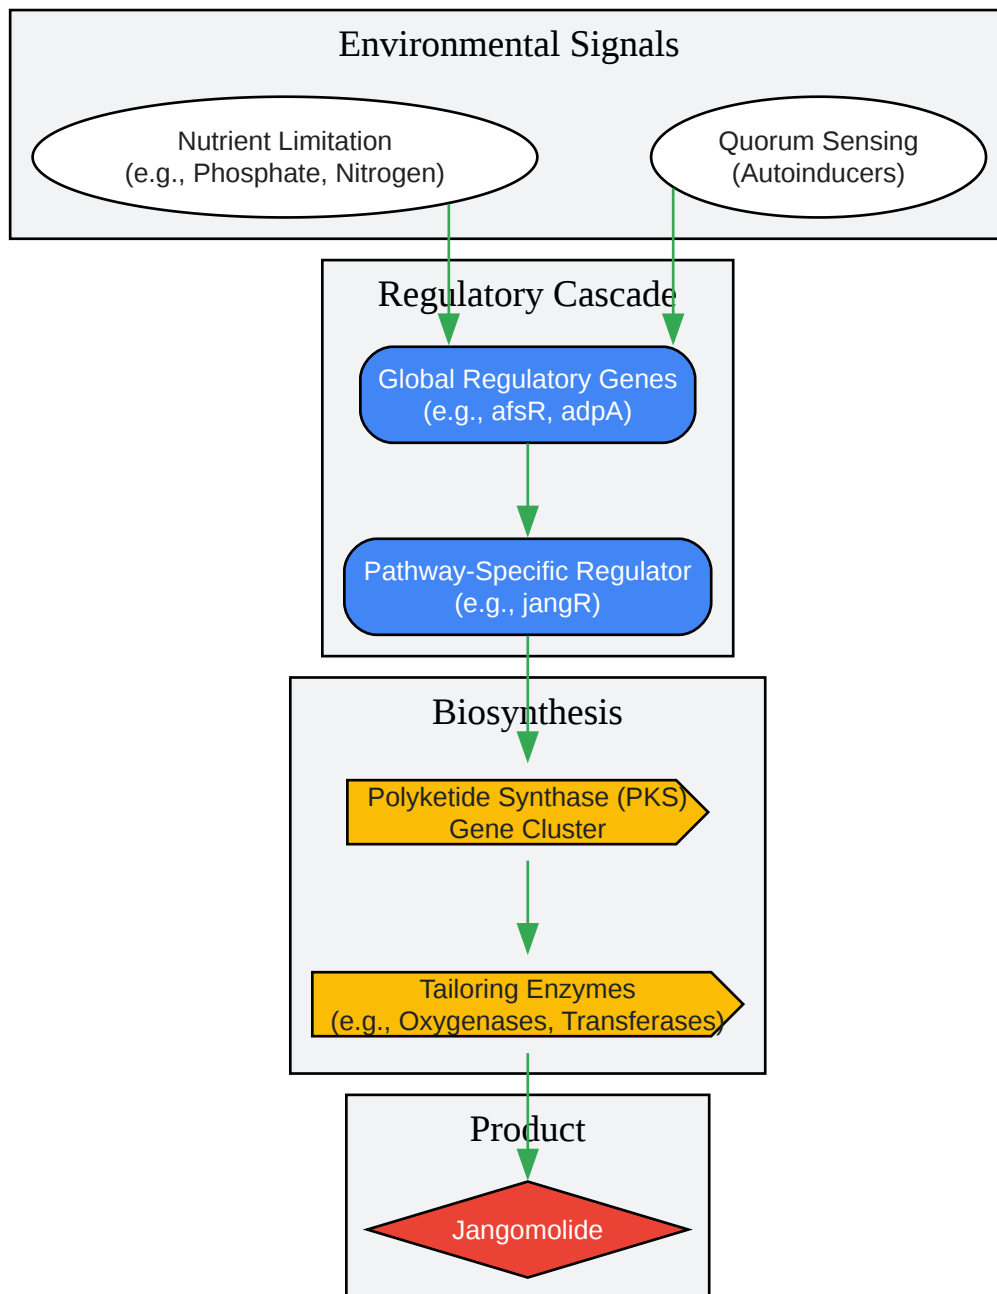 Environmental Signals
Nutrient Limitation
(e.g., Phosphate, Nitrogen)
Quorum Sensing
(Autoinducers)
Regulatory Cascade
Global Regulatory Genes
(e.g., afsR, adpA)
Pathway-Specific Regulator
(e.g., jangR)
Biosynthesis
Polyketide Synthase (PKS)
Gene Cluster
Tailoring Enzymes
(e.g., Oxygenases, Transferases)
Product
Jangomolide